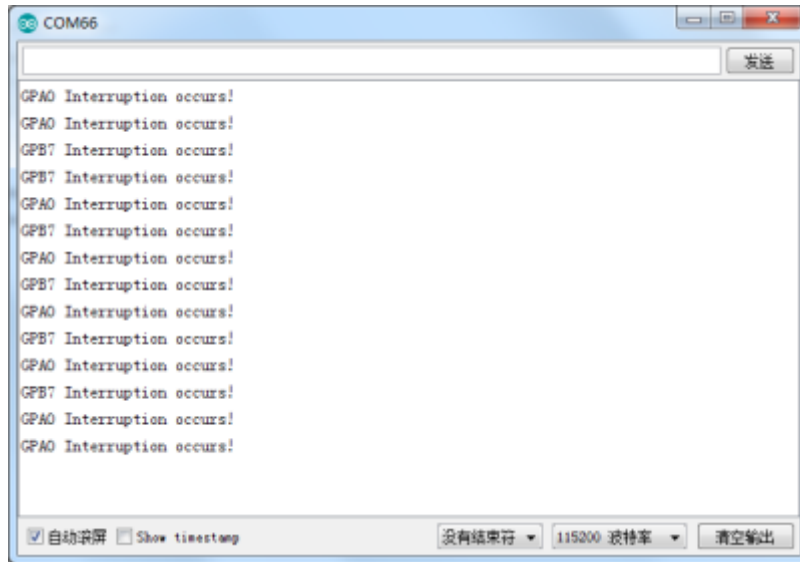 COM66
发送
GPA0 Interruption occurs!
GPA0 Interruption occurs!
GPB7 Interruption occurs!
GPB7 Interruption occurs!
GPA0 Interruption occurs!
GPB7 Interruption occurs!
GPA0 Interruption occurs!
GPB7 Interruption occurs!
GPA0 Interruption occurs!
GPB7 Interruption occurs!
GPA0 Interruption occurs!
GPB7 Interruption occurs!
GPA0 Interruption occurs!
GPA0 Interruption occurs!
自动滚屏 Show timestamp 没有结束符 115200 波特率 清空输出